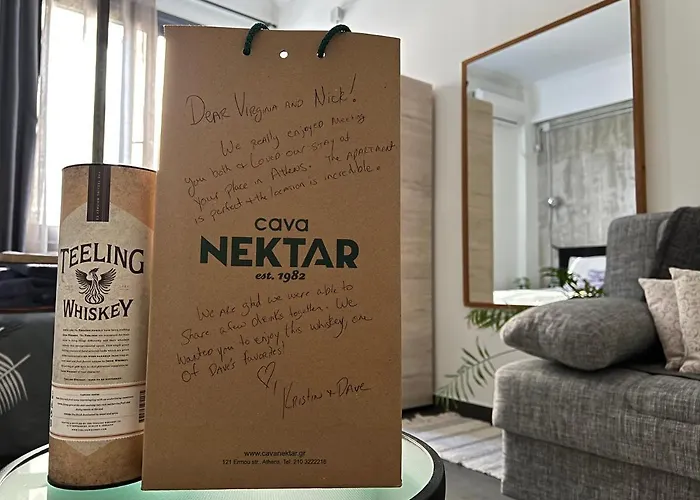 TEELING
WHISKEY
Dear Virginia and Nick!
We really enjoyed meeting
you both & loved our stay at
your place in Athens. The apartment
is perfect & the location is incredible.
cava
NEKTAR
est. 1982
We are glad we were able to
share a few drinks together. We
wanted you to enjoy this whiskey, one
of Dave's favorites!
Kristin & Dave
www.cavanektar.gr
121 Ermou str., Athens, Tel: 210 3222218